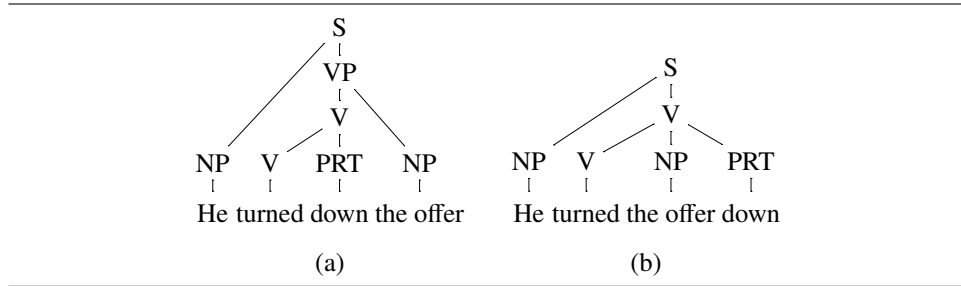 S
VP
S
V
V
NP V PRT NP
NP V NP PRT
He turned down the offer
He turned the offer down
(a)
(b)